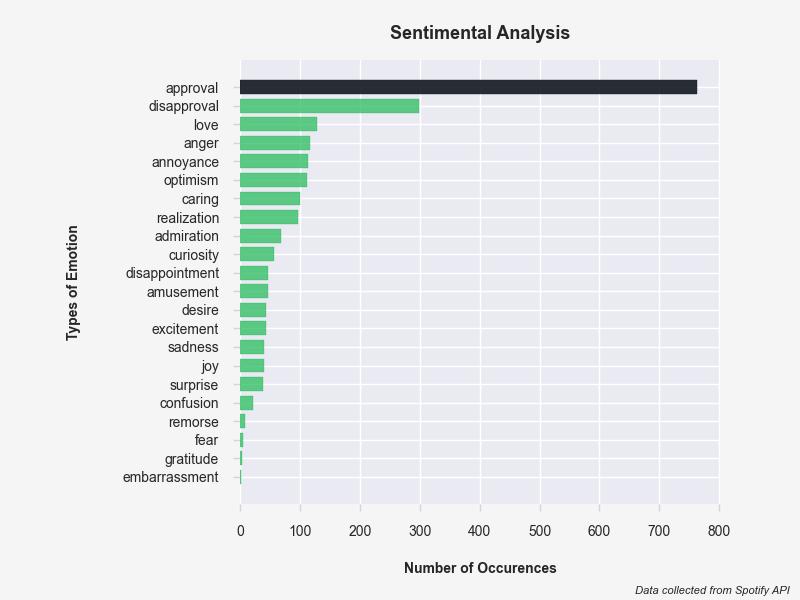 Sentimental Analysis
Types of Emotion
approval
disapproval
love
anger
annoyance
optimism
caring
realization
admiration
curiosity
disappointment
amusement
desire
excitement
sadness
joy
surprise
confusion
remorse
fear
gratitude
embarrassment
0 100 200 300 400 500 600 700 800
Number of Occurences
Data collected from Spotify API